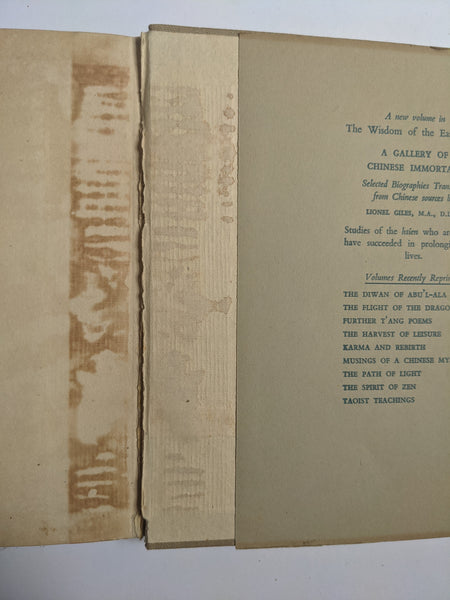 A new volume in
The Wisdom of the Ea
A GALLERY OF
CHINESE IMMORTA
Selected Biographies Tran
from Chinese sources b
LIONEL GILES, M.A., D.L
Studies of the hsien who ar
have succeeded in prolongi
lives.
Volumes Recently Repri
THE DIWAN OF ABU'L-ALA
THE FLIGHT OF THE DRAGO
FURTHER T'ANG POEMS
THE HARVEST OF LEISURE
KARMA AND REBIRTH
MUSINGS OF A CHINESE MY
THE PATH OF LIGHT
THE SPIRIT OF ZEN
TAOIST TEACHINGS